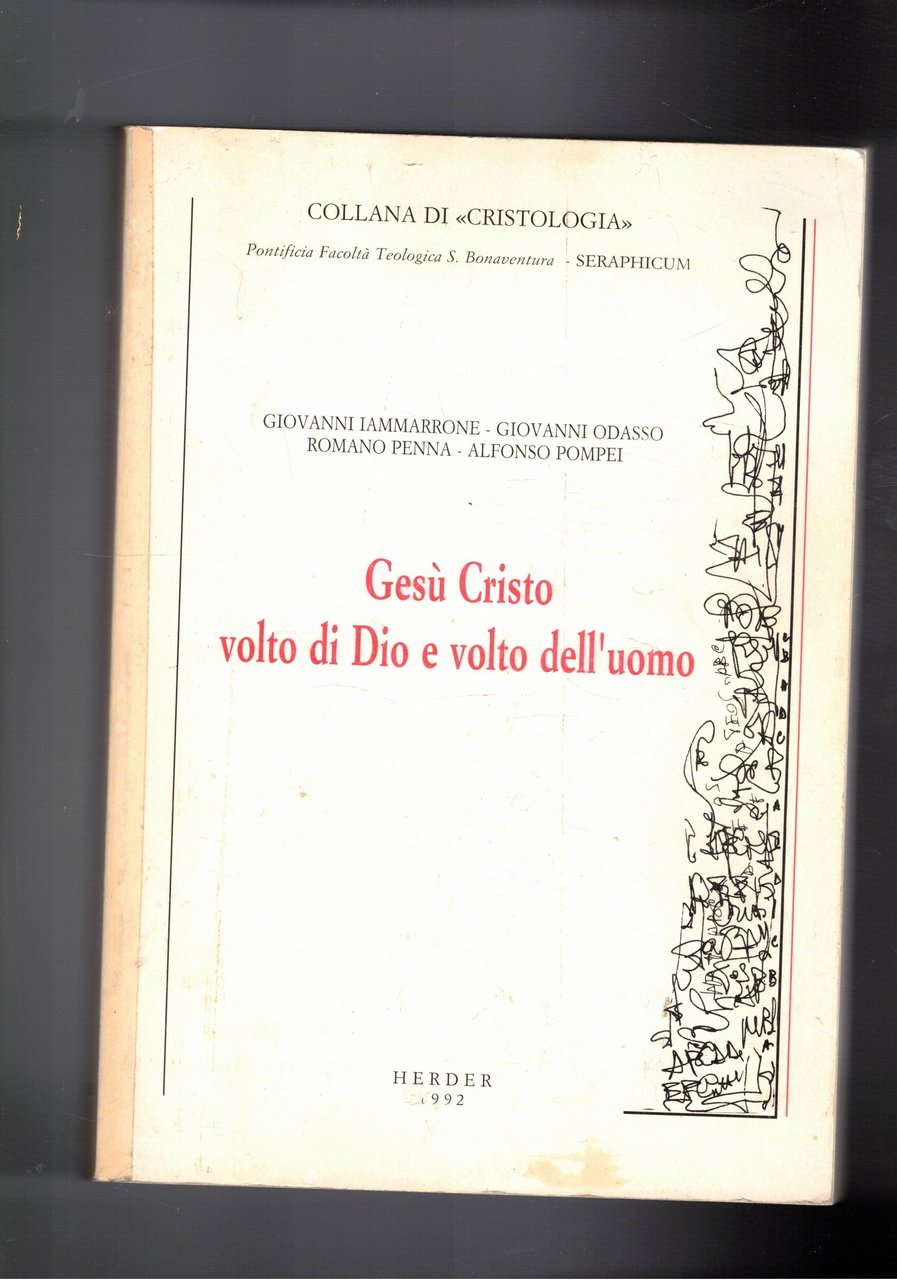 COLLANA DI «CRISTOLOGIA»
Pontificia Facoltà Teologica S. Bonaventura - SERAPHICUM
GIOVANNI IAMMARRONE - GIOVANNI ODASSO
ROMANO PENNA - ALFONSO POMPEI
Gesù Cristo
volto di Dio e volto dell'uomo
HERDER
1992